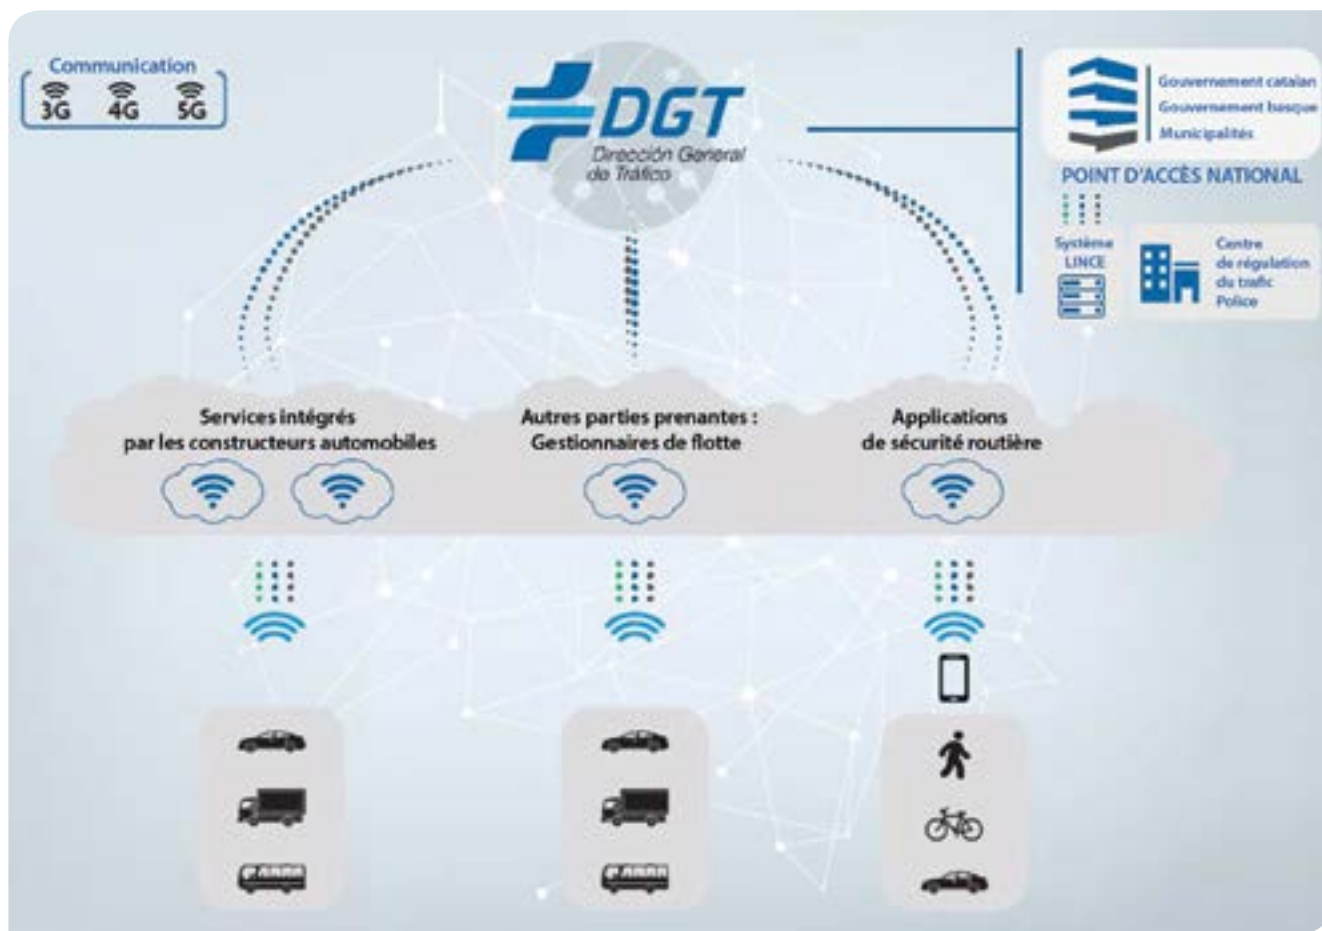 Communication
3G 4G 5G
DGT
Dirección General
de Tráfico
Gouvernement catalan
Gouvernement basque
Municipalités
POINT D'ACCÈS NATIONAL
Système
LINCE
Centre
de régulation
du trafic
Police
Services intégrés
par les constructeurs automobiles
Autres parties prenantes :
Gestionnaires de flotte
Applications
de sécurité routière